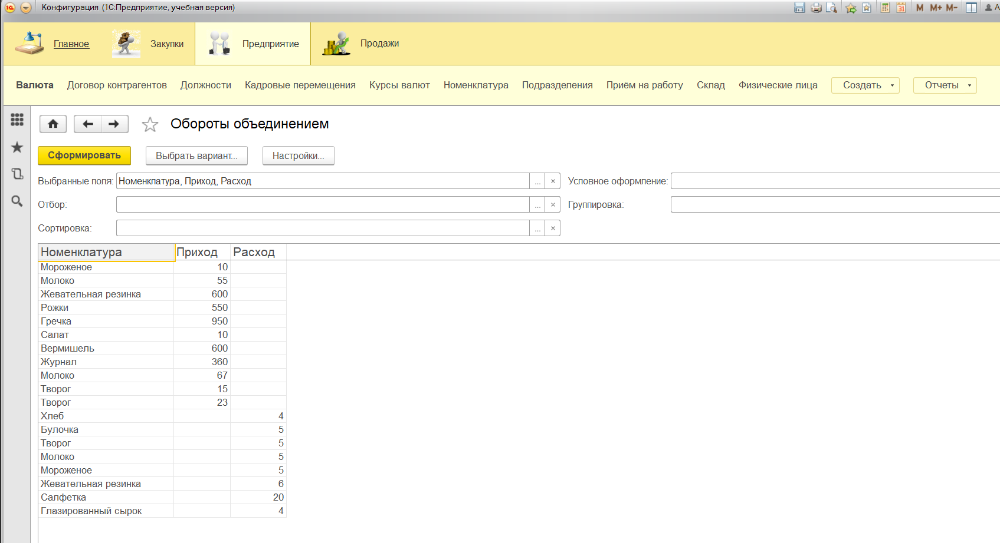 Конфигурация (1С:Предприятие, учебная версия)
M M+ M-
Главное Закупки Предприятие Продажи
Валюта Договор контрагентов Должности Кадровые перемещения Курсы валют Номенклатура Подразделения Приём на работу Склад Физические лица Создать Отчеты
Обороты объединением
Сформировать Выбрать вариант... Настройки...
Выбранные поля: Номенклатура, Приход, Расход ... × Условное оформление:
Отбор: ... × Группировка:
Сортировка: ... ×
Номенклатура Приход Расход
Мороженое 10
Молоко 55
Жевательная резинка 600
Рожки 550
Гречка 950
Салат 10
Вермишель 600
Журнал 360
Молоко 67
Творог 15
Творог 23
Хлеб 4
Булочка 5
Творог 5
Молоко 5
Мороженое 5
Жевательная резинка 6
Салфетка 20
Глазированный сырок 4